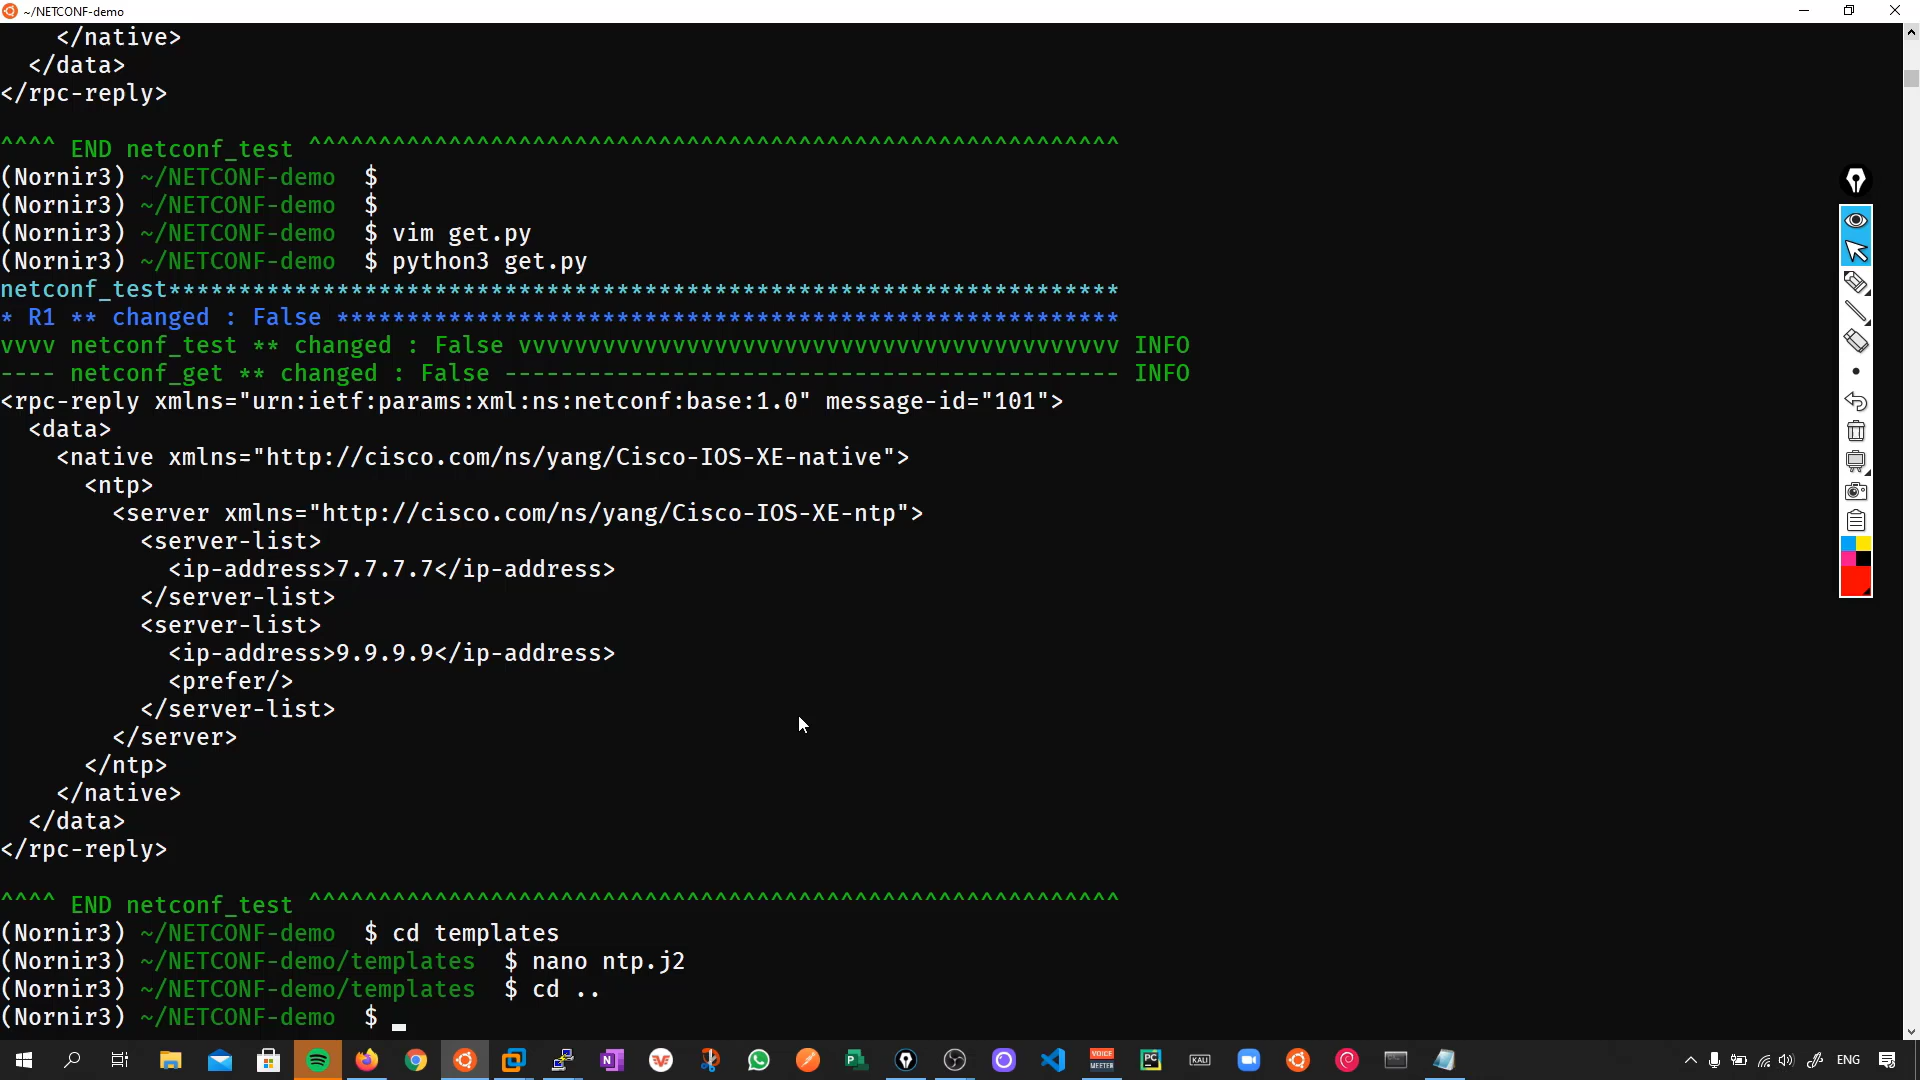 ~/NETCONF-demo
    </native>
  </data>
</rpc-reply>
^^^^ END netconf_test ^^^^^^^^^^^^^^^^^^^^^^^^^^^^^^^^^^^^^^^^^^^^^^^^^^^^^^^^^^
(Nornir3) ~/NETCONF-demo  $
(Nornir3) ~/NETCONF-demo  $
(Nornir3) ~/NETCONF-demo  $ vim get.py
(Nornir3) ~/NETCONF-demo  $ python3 get.py
netconf_test********************************************************************
* R1 ** changed : False ********************************************************
vvvv netconf_test ** changed : False vvvvvvvvvvvvvvvvvvvvvvvvvvvvvvvvvvvvvvvvvvv INFO
---- netconf_get ** changed : False -------------------------------------------- INFO
<rpc-reply xmlns="urn:ietf:params:xml:ns:netconf:base:1.0" message-id="101">
  <data>
    <native xmlns="http://cisco.com/ns/yang/Cisco-IOS-XE-native">
      <ntp>
        <server xmlns="http://cisco.com/ns/yang/Cisco-IOS-XE-ntp">
          <server-list>
            <ip-address>7.7.7.7</ip-address>
          </server-list>
          <server-list>
            <ip-address>9.9.9.9</ip-address>
            <prefer/>
          </server-list>
        </server>
      </ntp>
    </native>
  </data>
</rpc-reply>
^^^^ END netconf_test ^^^^^^^^^^^^^^^^^^^^^^^^^^^^^^^^^^^^^^^^^^^^^^^^^^^^^^^^^^
(Nornir3) ~/NETCONF-demo  $ cd templates
(Nornir3) ~/NETCONF-demo/templates  $ nano ntp.j2
(Nornir3) ~/NETCONF-demo/templates  $ cd ..
(Nornir3) ~/NETCONF-demo  $ _
VOICE
MEETER
PC
KALI
ENG